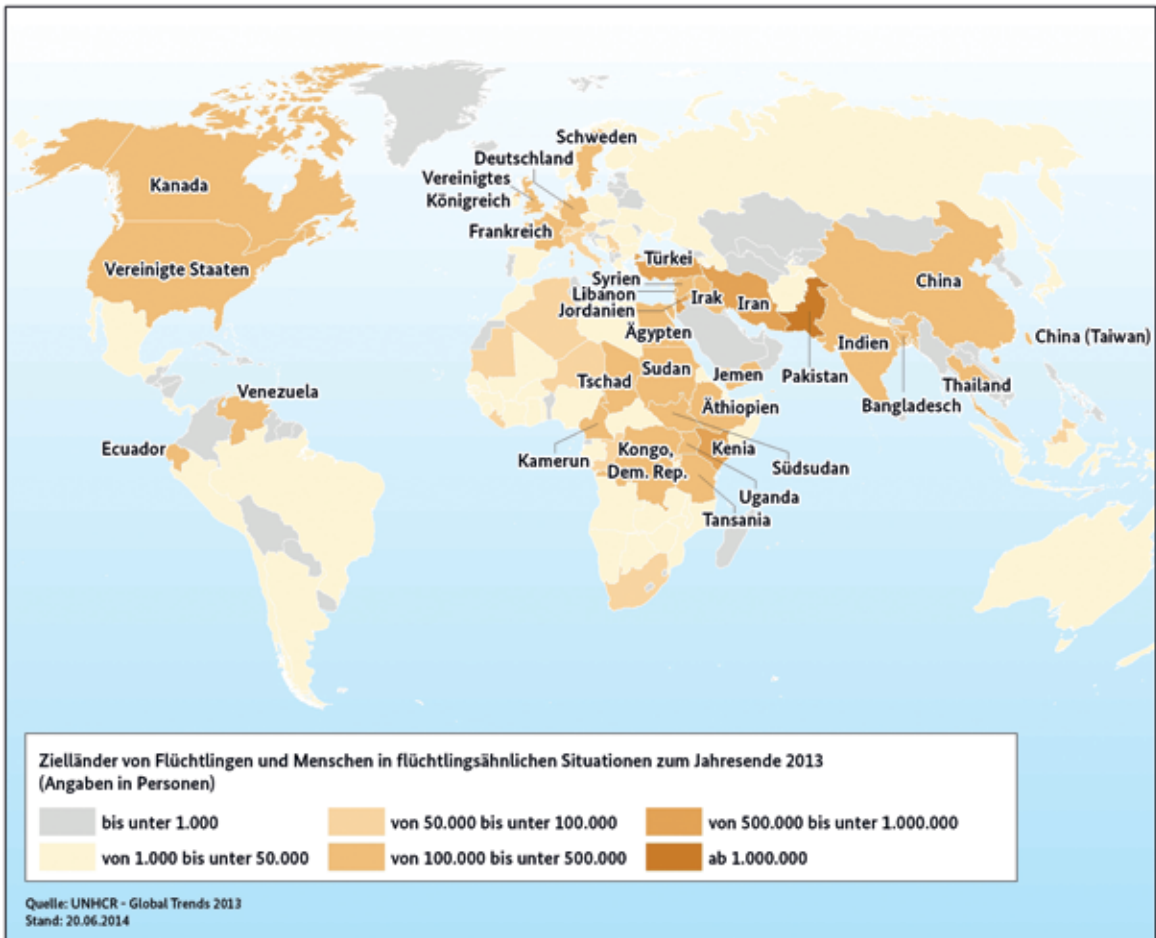 Schweden
Deutschland
Vereinigtes
Königreich
Kanada
Frankreich
Vereinigte Staaten
Türkei
Syrien
Libanon
Jordanien
Irak
Iran
China
Ägypten
Indien
China (Taiwan)
Sudan
Jemen
Pakistan
Tschad
Thailand
Venezuela
Äthiopien
Bangladesch
Ecuador
Kamerun
Kongo,
Dem. Rep.
Kenia
Südsudan
Uganda
Tansania
Zielländer von Flüchtlingen und Menschen in flüchtlingsähnlichen Situationen zum Jahresende 2013
(Angaben in Personen)
bis unter 1.000
von 50.000 bis unter 100.000
von 500.000 bis unter 1.000.000
von 1.000 bis unter 50.000
von 100.000 bis unter 500.000
ab 1.000.000
Quelle: UNHCR - Global Trends 2013
Stand: 20.06.2014